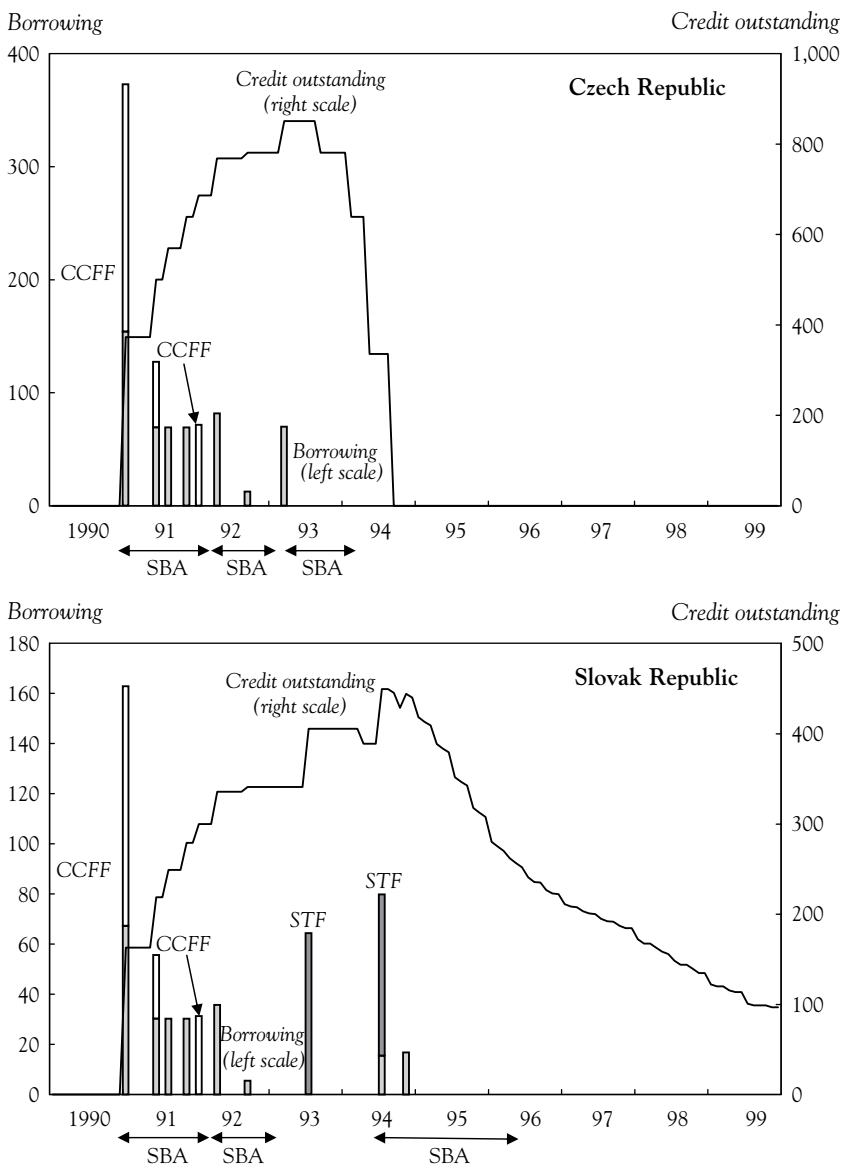 Borrowing Credit outstanding
400 1,000
Credit outstanding
(right scale)
Czech Republic
300 800
600
CCFF
200
400
CCFF
100
200
Borrowing
(left scale)
0 0
1990 91 92 93 94 95 96 97 98 99
SBA SBA SBA
Borrowing Credit outstanding
180 500
Credit outstanding
(right scale)
Slovak Republic
160
400
140
120
300
100
CCFF
STF
80
200
STF
60
CCFF
40
100
Borrowing
(left scale)
20
0 0
1990 91 92 93 94 95 96 97 98 99
SBA SBA SBA